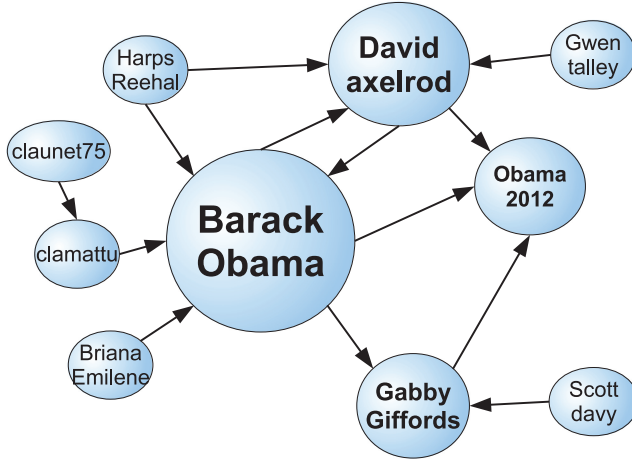 Harps
Reehal
David
axelrod
Gwen
talley
claunet75
Obama
2012
Barack
Obama
clamattu
Briana
Emilene
Gabby
Giffords
Scott
davy